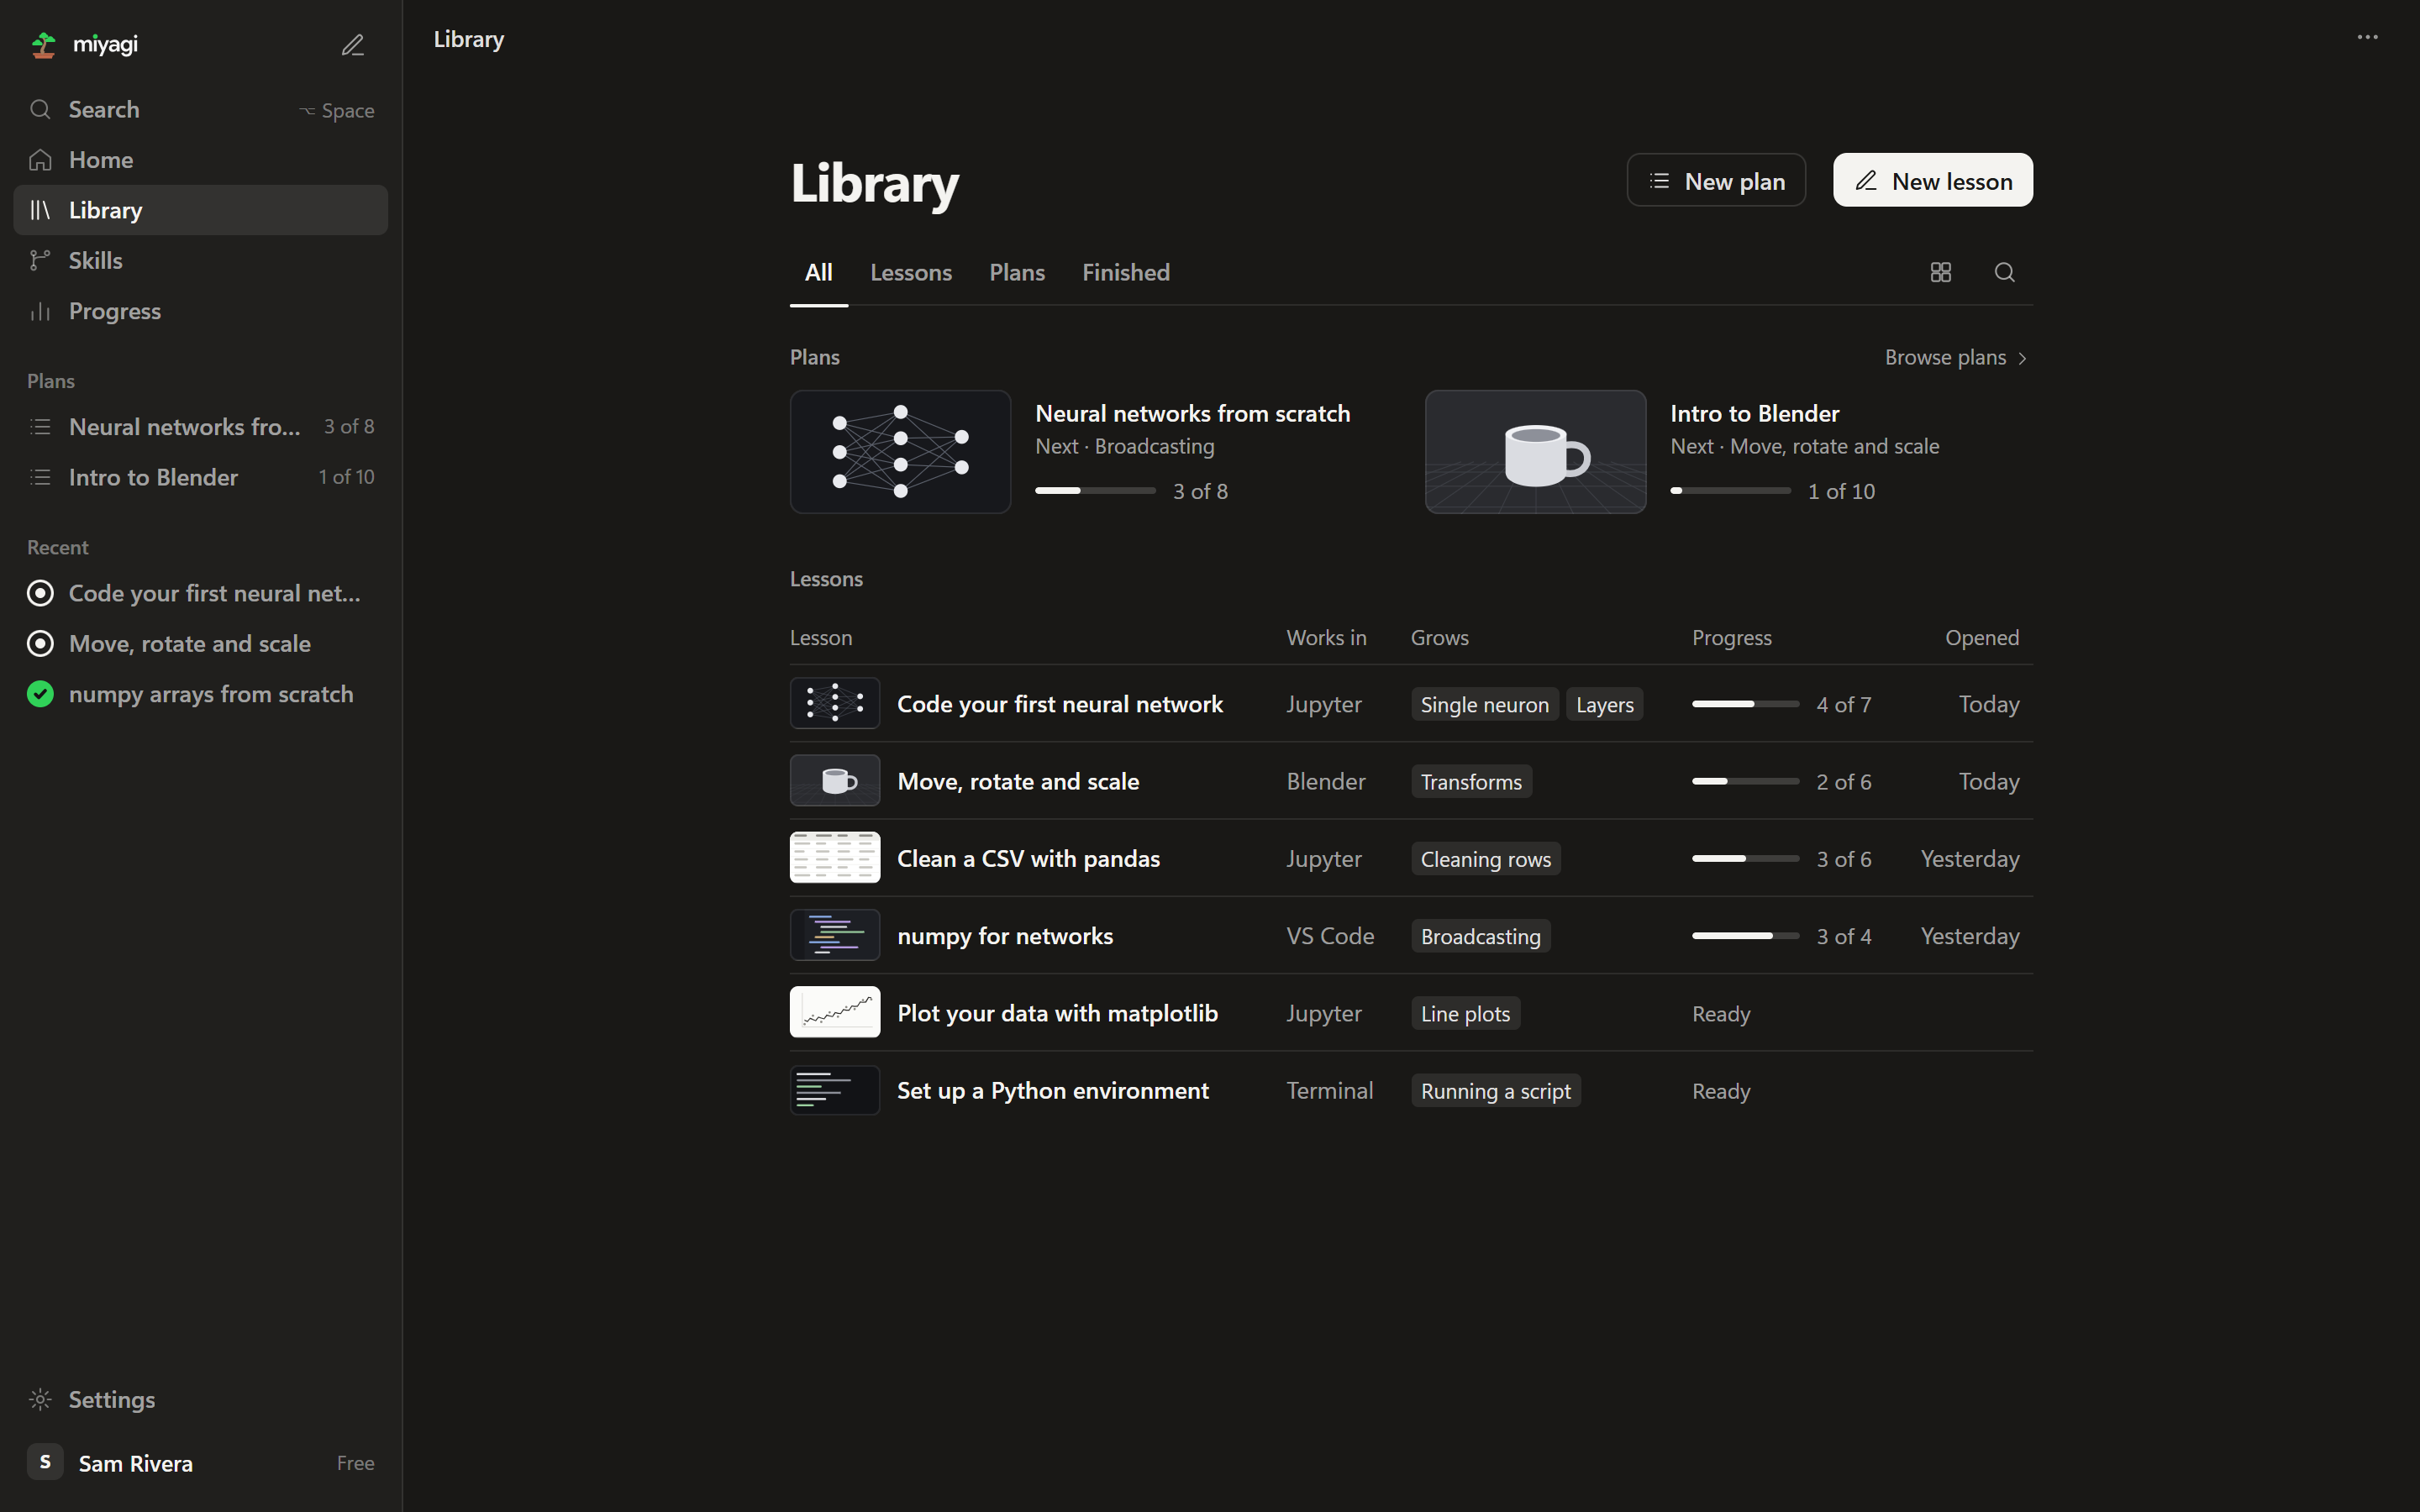 miyagi
Search ⌥ Space
Home
Library
Skills
Progress
Plans
Neural networks fro... 3 of 8
Intro to Blender 1 of 10
Recent
Code your first neural net...
Move, rotate and scale
numpy arrays from scratch
Settings
S Sam Rivera Free
Library
Library
New plan
New lesson
All Lessons Plans Finished
Plans
Browse plans
Neural networks from scratch
Next · Broadcasting
3 of 8
Intro to Blender
Next · Move, rotate and scale
1 of 10
Lessons
Lesson Works in Grows Progress Opened
Code your first neural network Jupyter Single neuron Layers 4 of 7 Today
Move, rotate and scale Blender Transforms 2 of 6 Today
Clean a CSV with pandas Jupyter Cleaning rows 3 of 6 Yesterday
numpy for networks VS Code Broadcasting 3 of 4 Yesterday
Plot your data with matplotlib Jupyter Line plots Ready
Set up a Python environment Terminal Running a script Ready